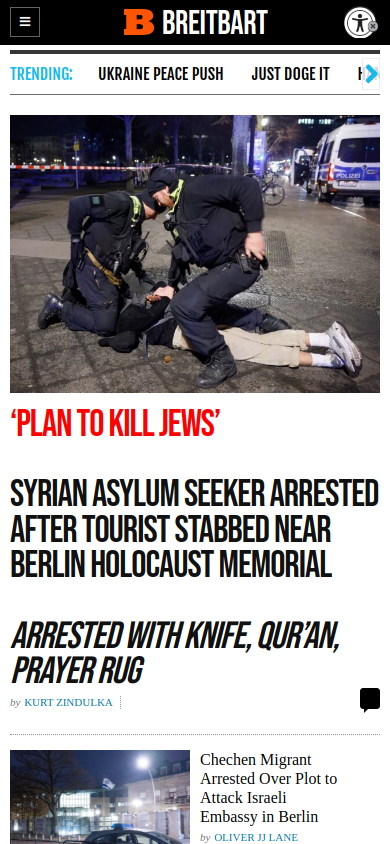 BREITBART
TRENDING:
UKRAINE PEACE PUSH
JUST DOGE IT
POLIZEI
‘PLAN TO KILL JEWS’
SYRIAN ASYLUM SEEKER ARRESTED
AFTER TOURIST STABBED NEAR
BERLIN HOLOCAUST MEMORIAL
ARRESTED WITH KNIFE, QUR’AN,
PRAYER RUG
by KURT ZINDULKA
Chechen Migrant
Arrested Over Plot to
Attack Israeli
Embassy in Berlin
by OLIVER JJ LANE